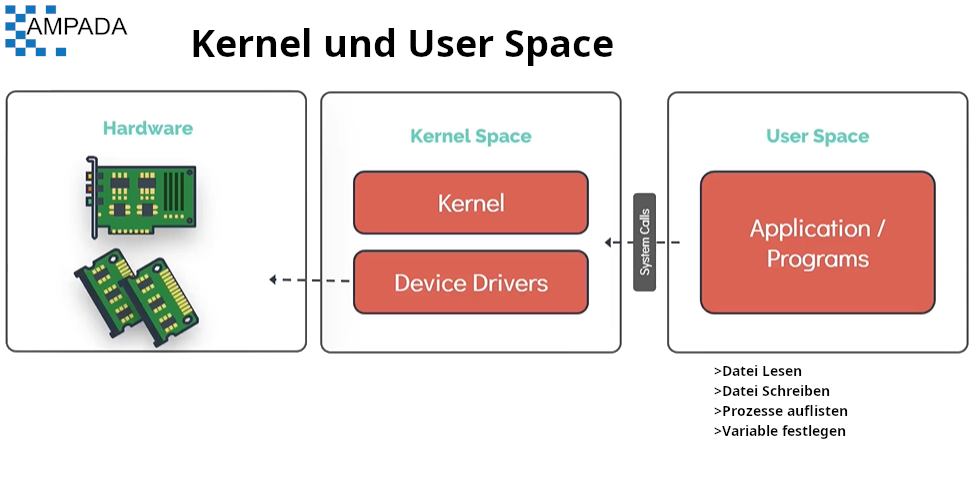 AMPADA
Kernel und User Space
Hardware
Kernel Space
Kernel
Device Drivers
System Calls
User Space
Application /
Programs
>Datei Lesen
>Datei Schreiben
>Prozesse auflisten
>Variable festlegen